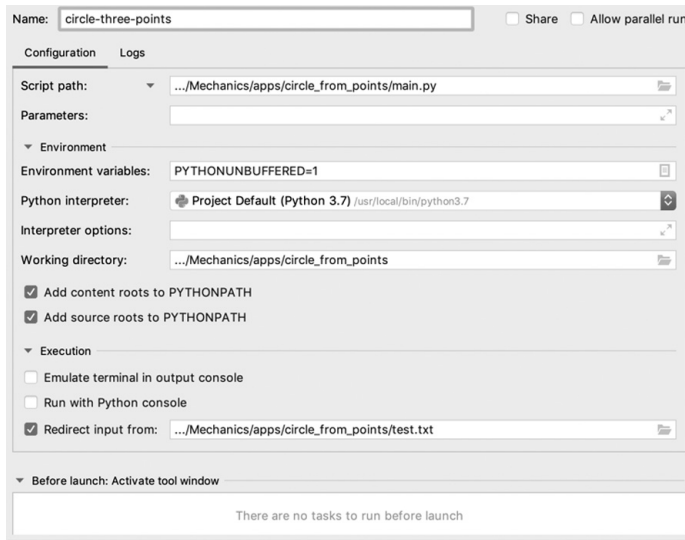 Name: circle-three-points Share Allow parallel run
Configuration Logs
Script path: .../Mechanics/apps/circle_from_points/main.py
Parameters:
Environment
Environment variables: PYTHONUNBUFFERED=1
Python interpreter: Project Default (Python 3.7) /usr/local/bin/python3.7
Interpreter options:
Working directory: .../Mechanics/apps/circle_from_points
Add content roots to PYTHONPATH
Add source roots to PYTHONPATH
Execution
Emulate terminal in output console
Run with Python console
Redirect input from: .../Mechanics/apps/circle_from_points/test.txt
Before launch: Activate tool window
There are no tasks to run before launch